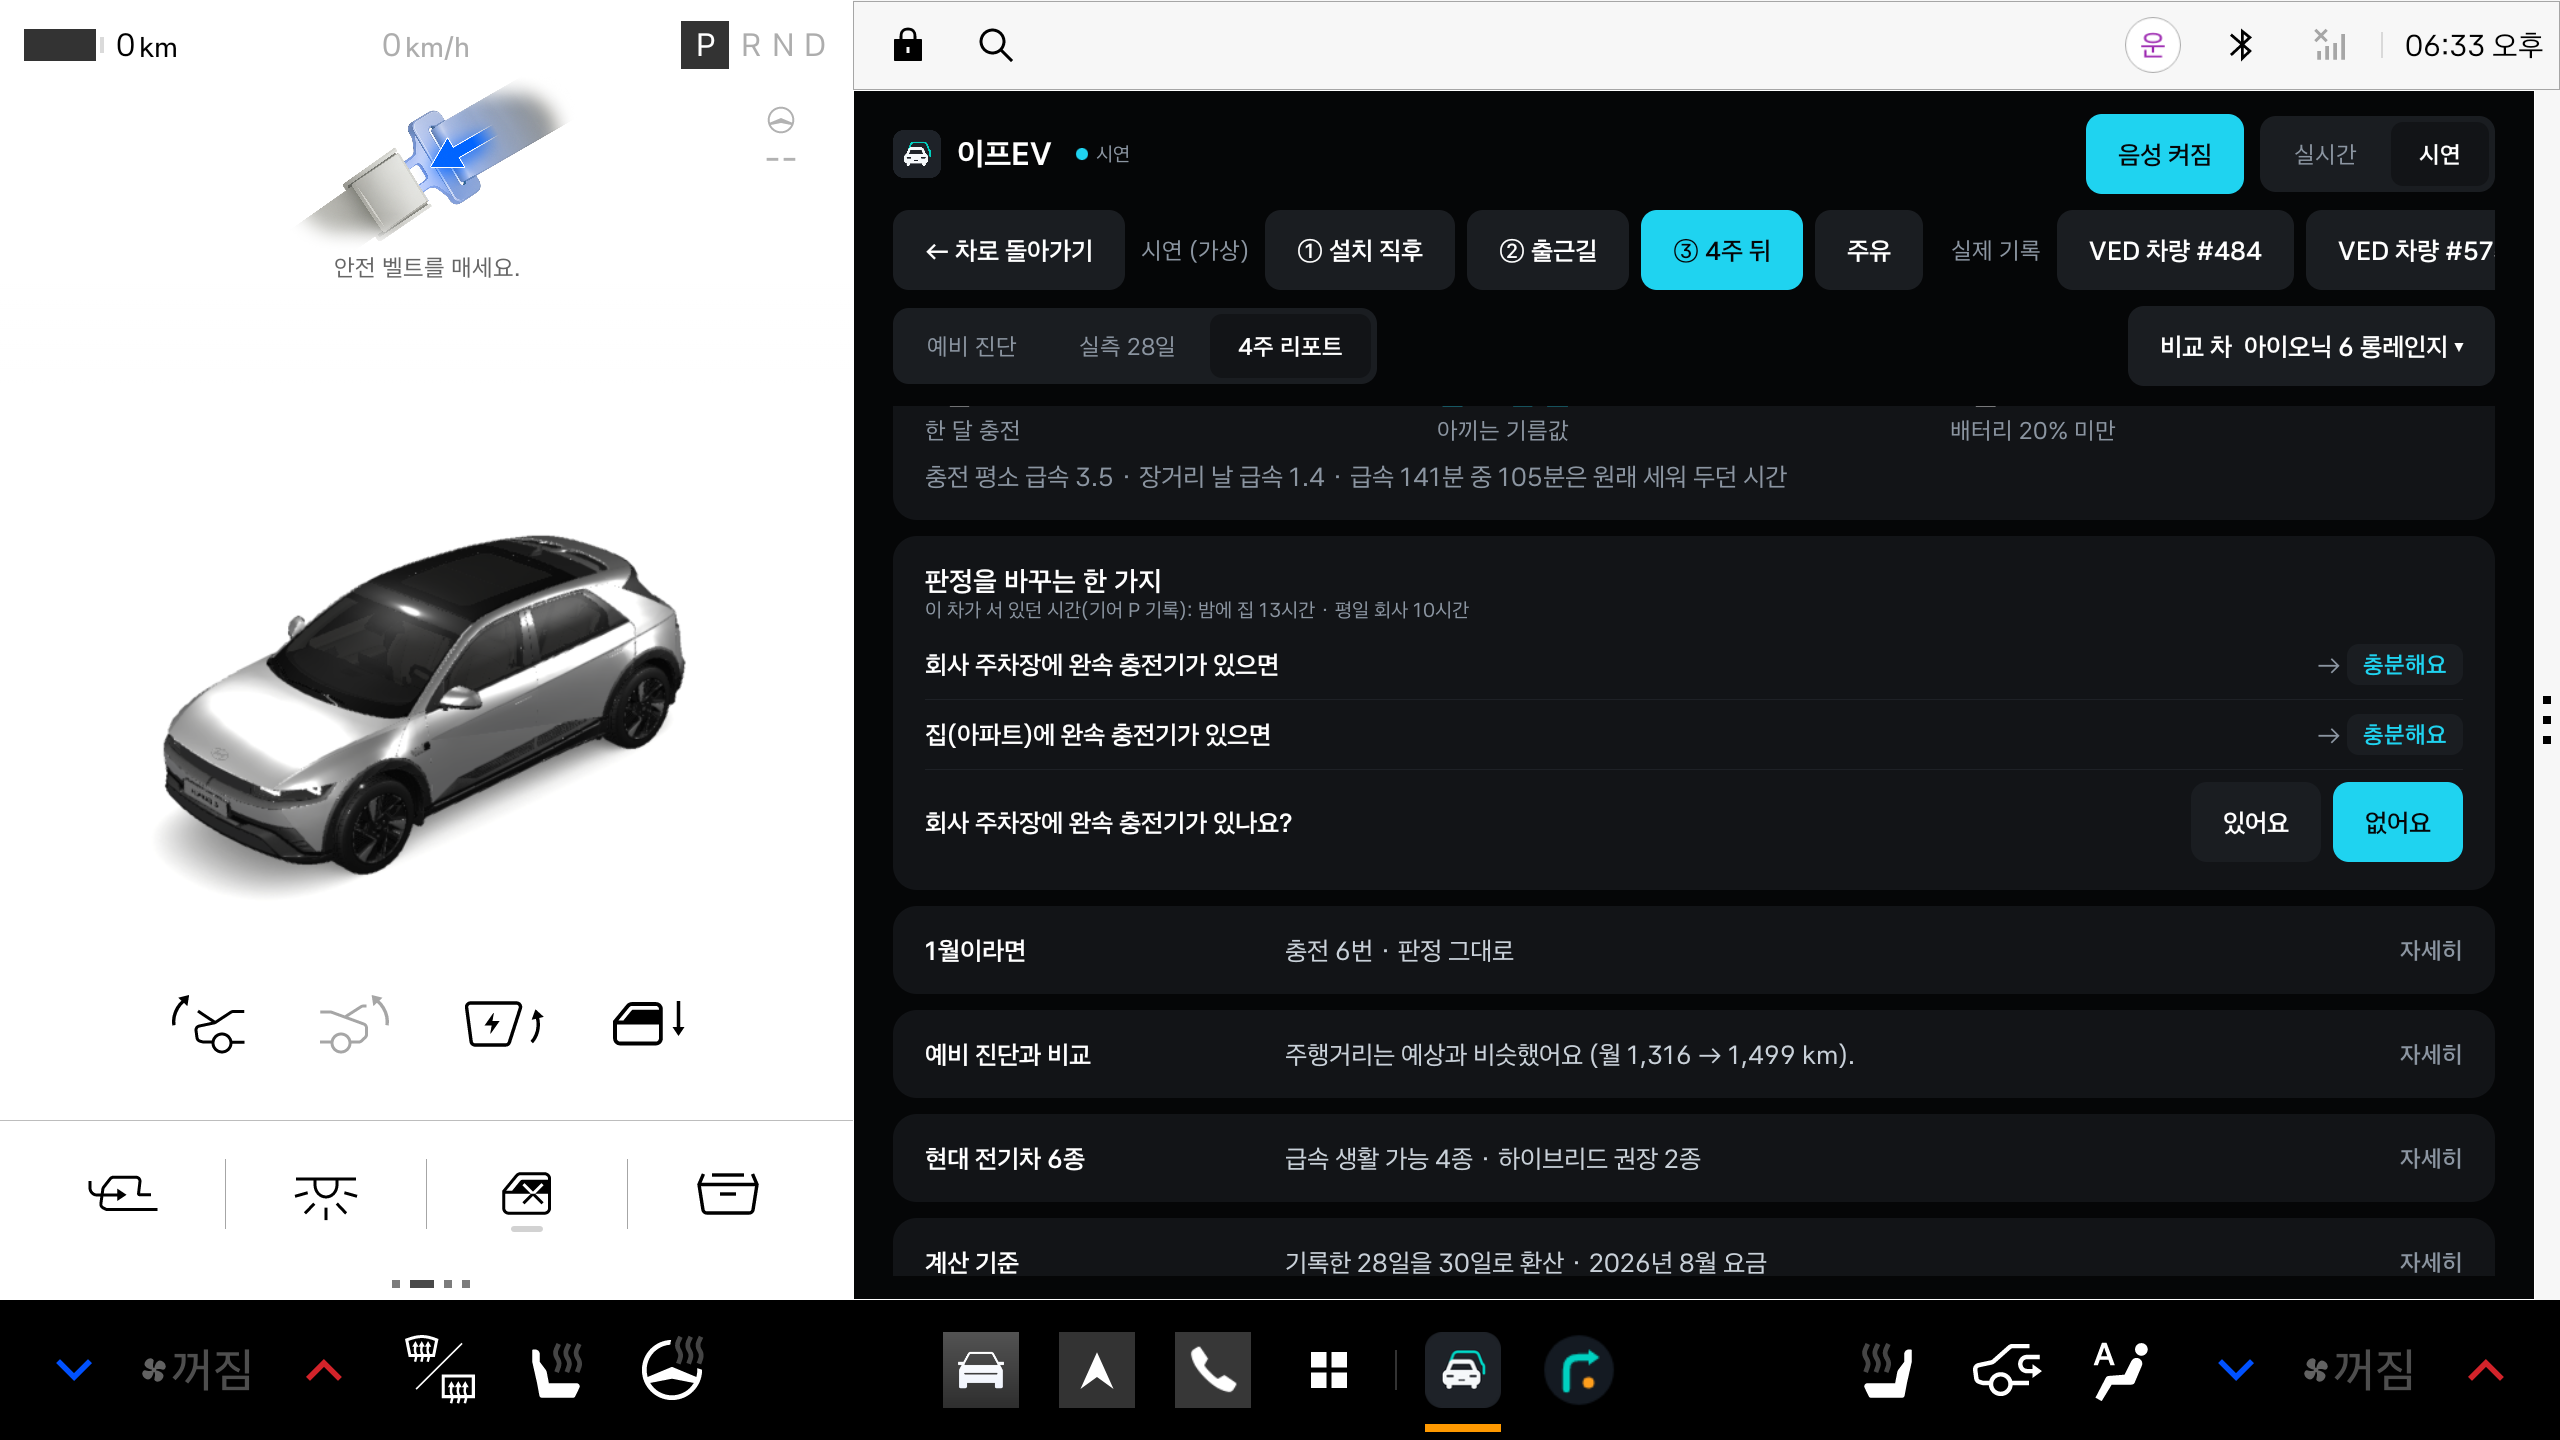 0 km
0 km/h
P R N D
안전 벨트를 매세요.
운
06:33 오후
이프EV
시연
음성 켜짐
실시간
시연
← 차로 돌아가기
시연 (가상)
① 설치 직후
② 출근길
③ 4주 뒤
주유
실제 기록
VED 차량 #484
VED 차량 #57
예비 진단
실측 28일
4주 리포트
비교 차 아이오닉 6 롱레인지 ▾
한 달 충전
아끼는 기름값
배터리 20% 미만
충전 평소 급속 3.5 · 장거리 날 급속 1.4 · 급속 141분 중 105분은 원래 세워 두던 시간
판정을 바꾸는 한 가지
이 차가 서 있던 시간(기어 P 기록): 밤에 집 13시간 · 평일 회사 10시간
회사 주차장에 완속 충전기가 있으면
→ 충분해요
집(아파트)에 완속 충전기가 있으면
→ 충분해요
회사 주차장에 완속 충전기가 있나요?
있어요
없어요
1월이라면
충전 6번 · 판정 그대로
자세히
예비 진단과 비교
주행거리는 예상과 비슷했어요 (월 1,316 → 1,499 km).
자세히
현대 전기차 6종
급속 생활 가능 4종 · 하이브리드 권장 2종
자세히
계산 기준
기록한 28일을 30일로 환산 · 2026년 8월 요금
자세히
꺼짐
A
꺼짐